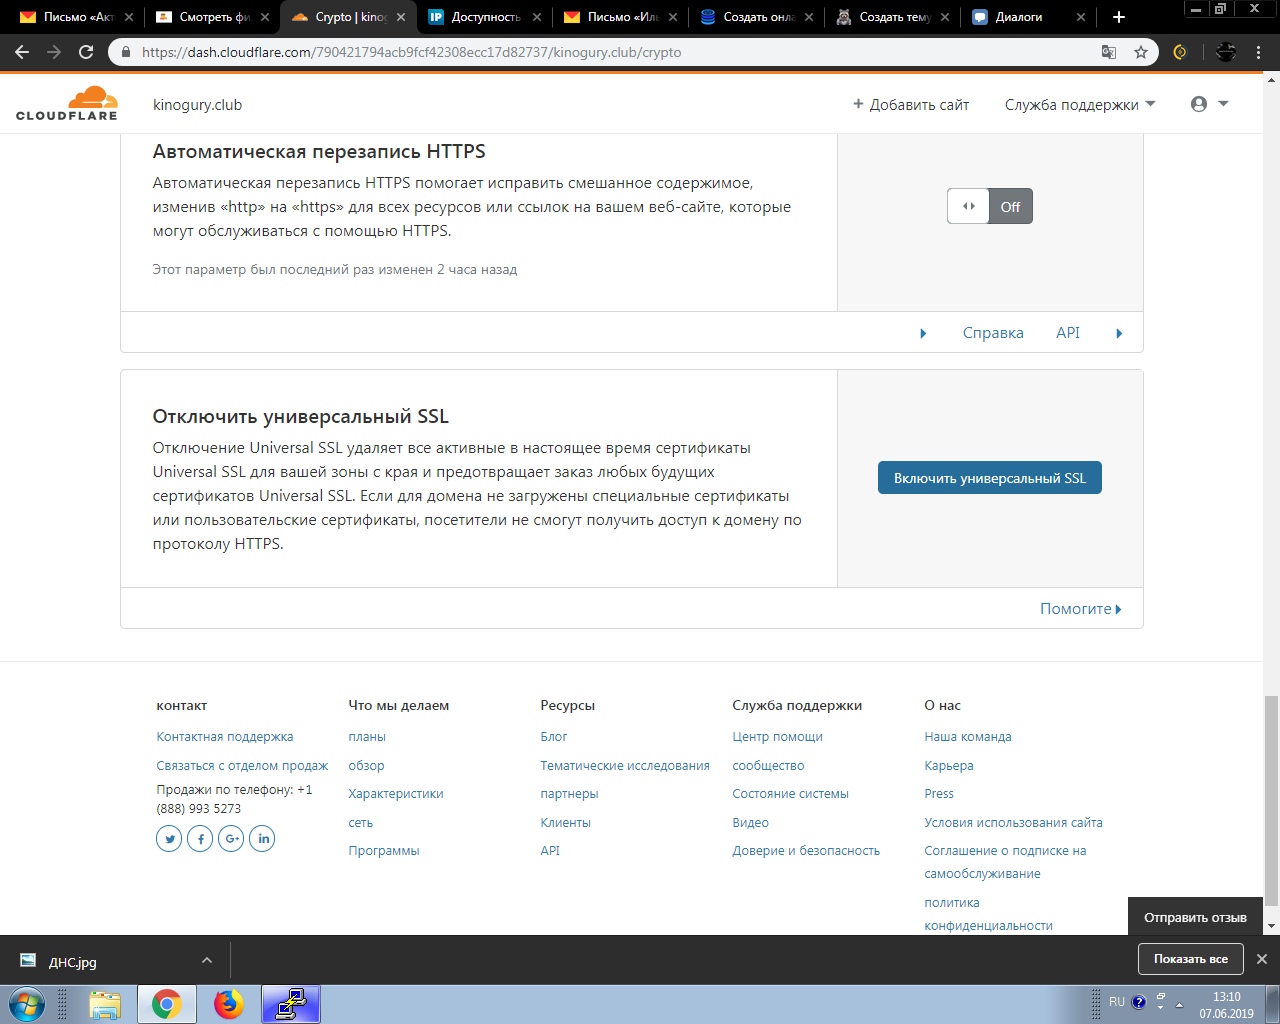 Письмо «Акт
Смотреть фи
Crypto | kinog
Доступность
Письмо «Иль
Создать онла
Создать тему
Диалоги
https://dash.cloudflare.com/790421794acb9fcf42308ecc17d82737/kinogury.club/crypto
CLOUDFLARE
kinogury.club
+ Добавить сайт
Служба поддержки
Автоматическая перезапись HTTPS
Автоматическая перезапись HTTPS помогает исправить смешанное содержимое,
изменив «http» на «https» для всех ресурсов или ссылок на вашем веб-сайте, которые
могут обслуживаться с помощью HTTPS.
Этот параметр был последний раз изменен 2 часа назад
Off
Справка
API
Отключить универсальный SSL
Отключение Universal SSL удаляет все активные в настоящее время сертификаты
Universal SSL для вашей зоны с края и предотвращает заказ любых будущих
сертификатов Universal SSL. Если для домена не загружены специальные сертификаты
или пользовательские сертификаты, посетители не смогут получить доступ к домену по
протоколу HTTPS.
Включить универсальный SSL
Помогите
контакт
Контактная поддержка
Связаться с отделом продаж
Продажи по телефону: +1
(888) 993 5273
Что мы делаем
планы
обзор
Характеристики
сеть
Программы
Ресурсы
Блог
Тематические исследования
партнеры
Клиенты
API
Служба поддержки
Центр помощи
сообщество
Состояние системы
Видео
Доверие и безопасность
О нас
Наша команда
Карьера
Press
Условия использования сайта
Соглашение о подписке на
самообслуживание
политика
конфиденциальности
Отправить отзыв
ДНС.jpg
Показать все
RU
13:10
07.06.2019